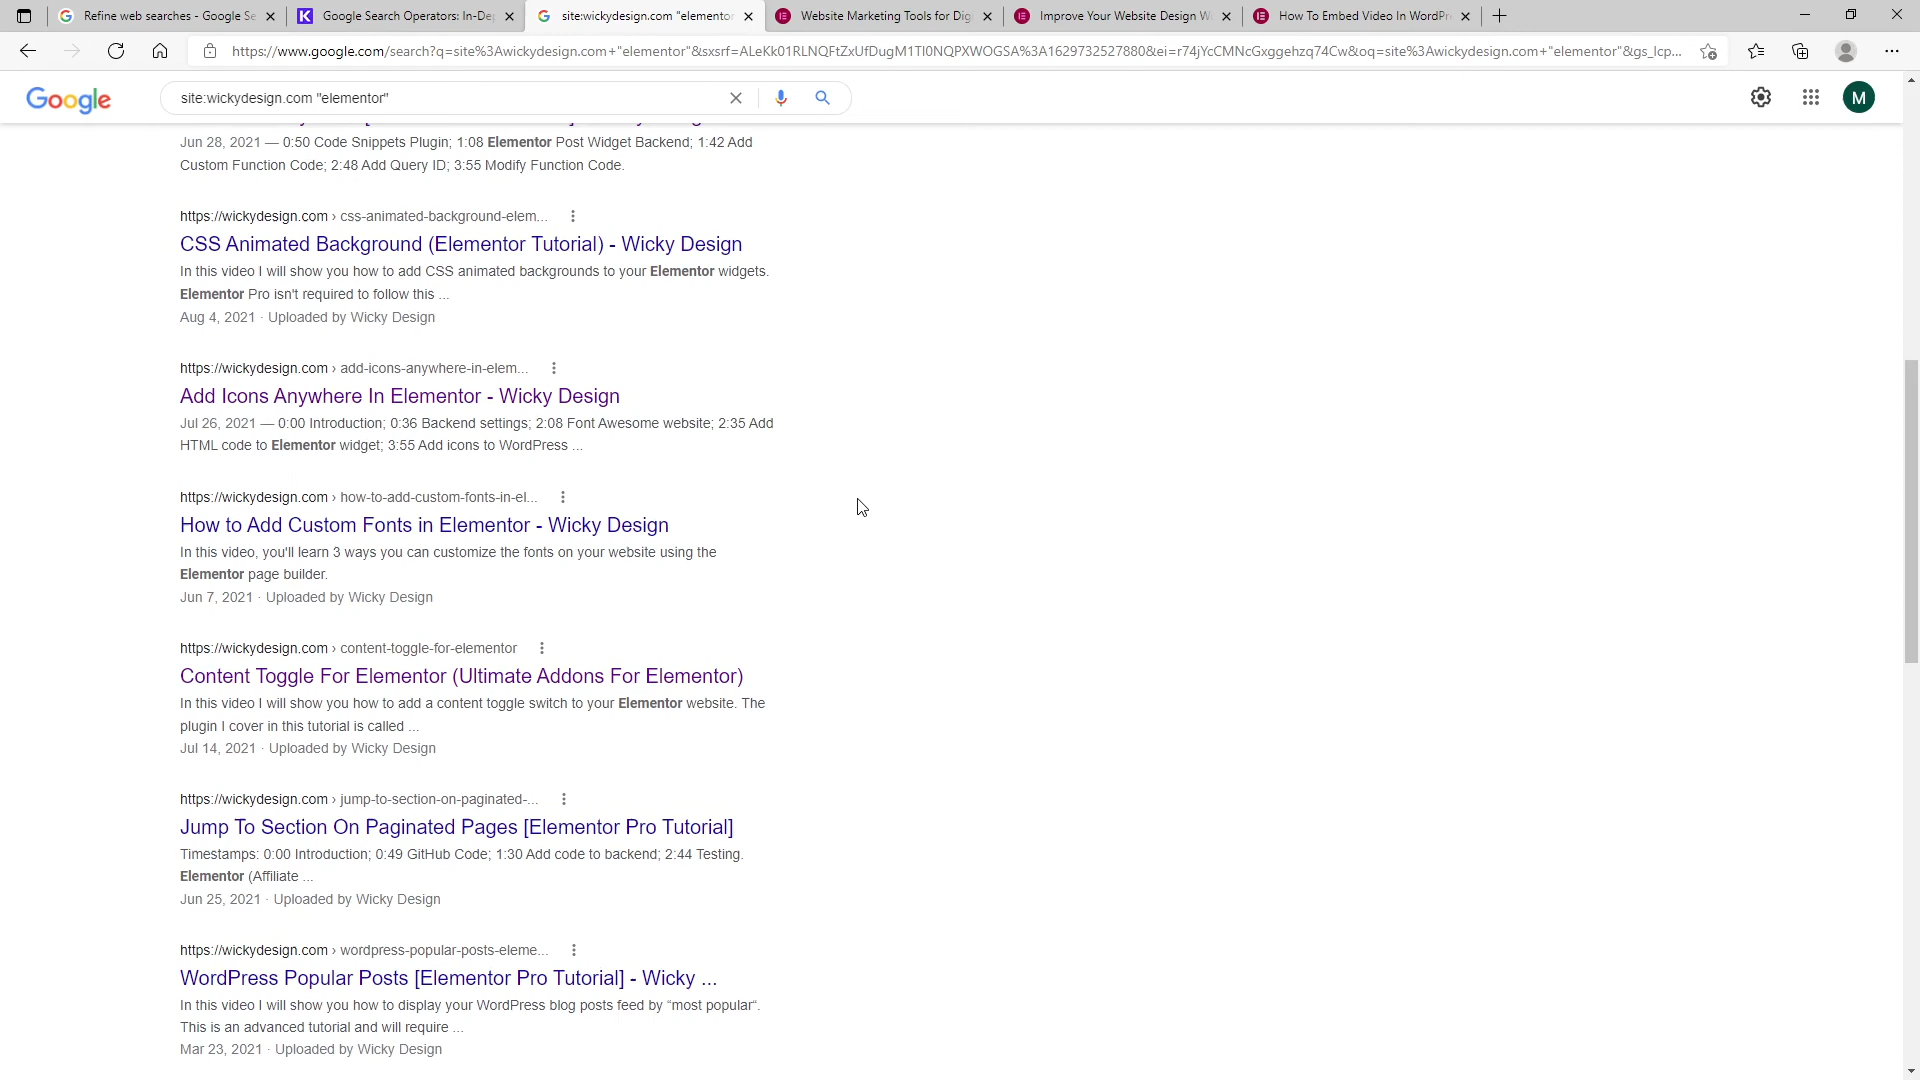 Refine web searches - Google Se
Google Search Operators: In-De
site:wickydesign.com "elementor
Website Marketing Tools for Dig
Improve Your Website Design W
How To Embed Video In WordPr
https://www.google.com/search?q=site%3Awickydesign.com+"elementor"&sxsrf=ALeKk01RLNQFtZxUfDugM1TI0NQPXWOGSA%3A1629732527880&ei=r74jYcCMNcGxggehzq74Cw&oq=site%3Awickydesign.com+"elementor"&gs_lcp...
Google
site:wickydesign.com "elementor"
M
Jun 28, 2021 — 0:50 Code Snippets Plugin; 1:08 Elementor Post Widget Backend; 1:42 Add
Custom Function Code; 2:48 Add Query ID; 3:55 Modify Function Code.
https://wickydesign.com › css-animated-background-elem...
CSS Animated Background (Elementor Tutorial) - Wicky Design
In this video I will show you how to add CSS animated backgrounds to your Elementor widgets.
Elementor Pro isn't required to follow this ...
Aug 4, 2021 · Uploaded by Wicky Design
https://wickydesign.com › add-icons-anywhere-in-elem...
Add Icons Anywhere In Elementor - Wicky Design
Jul 26, 2021 — 0:00 Introduction; 0:36 Backend settings; 2:08 Font Awesome website; 2:35 Add
HTML code to Elementor widget; 3:55 Add icons to WordPress ...
https://wickydesign.com › how-to-add-custom-fonts-in-el...
How to Add Custom Fonts in Elementor - Wicky Design
In this video, you'll learn 3 ways you can customize the fonts on your website using the
Elementor page builder.
Jun 7, 2021 · Uploaded by Wicky Design
https://wickydesign.com › content-toggle-for-elementor
Content Toggle For Elementor (Ultimate Addons For Elementor)
In this video I will show you how to add a content toggle switch to your Elementor website. The
plugin I cover in this tutorial is called ...
Jul 14, 2021 · Uploaded by Wicky Design
https://wickydesign.com › jump-to-section-on-paginated-...
Jump To Section On Paginated Pages [Elementor Pro Tutorial]
Timestamps: 0:00 Introduction; 0:49 GitHub Code; 1:30 Add code to backend; 2:44 Testing.
Elementor (Affiliate ...
Jun 25, 2021 · Uploaded by Wicky Design
https://wickydesign.com › wordpress-popular-posts-eleme...
WordPress Popular Posts [Elementor Pro Tutorial] - Wicky ...
In this video I will show you how to display your WordPress blog posts feed by “most popular“.
This is an advanced tutorial and will require ...
Mar 23, 2021 · Uploaded by Wicky Design